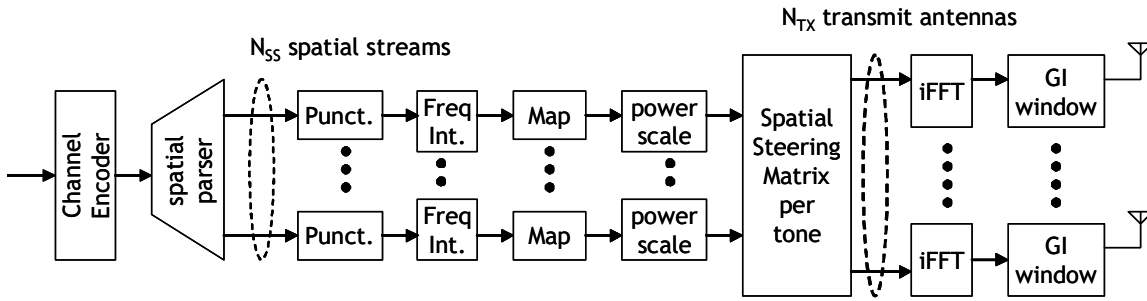 N_SS spatial streams
N_TX transmit antennas
Channel
Encoder
spatial
parser
Punct.
Freq
Int.
Map
power
scale
Punct.
Freq
Int.
Map
power
scale
Spatial
Steering
Matrix
per
tone
iFFT
GI
window
iFFT
GI
window